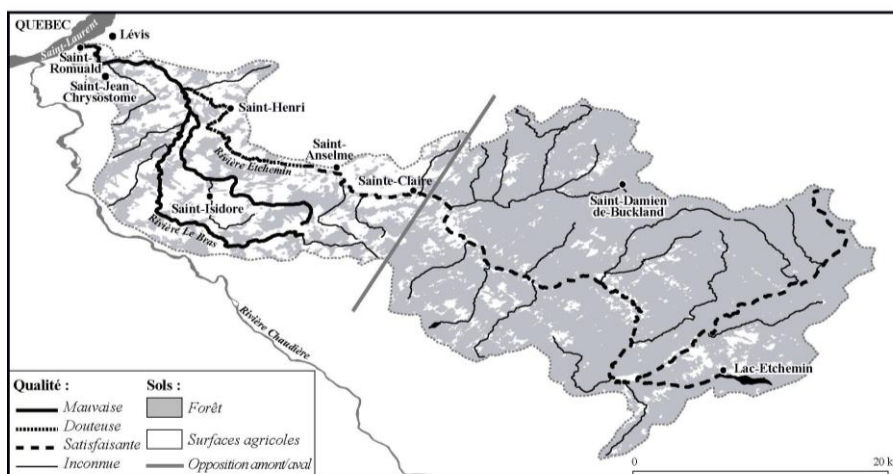 QUEBEC
Saint-Laurent
Lévis
Saint-
Romuald
Saint-Jean
Chrysostome
Saint-Henri
Saint-
Anselme
Rivière Etchemin
Sainte-Claire
Saint-Damien
de-Buckland
Saint-Isidore
Rivière Le Bras
Rivière Chaudière
Lac-Etchemin
Qualité :
Mauvaise
Douteuse
Satisfaisante
Inconnue
Sols :
Forêt
Surfaces agricoles
Opposition amont/aval
0 20 k